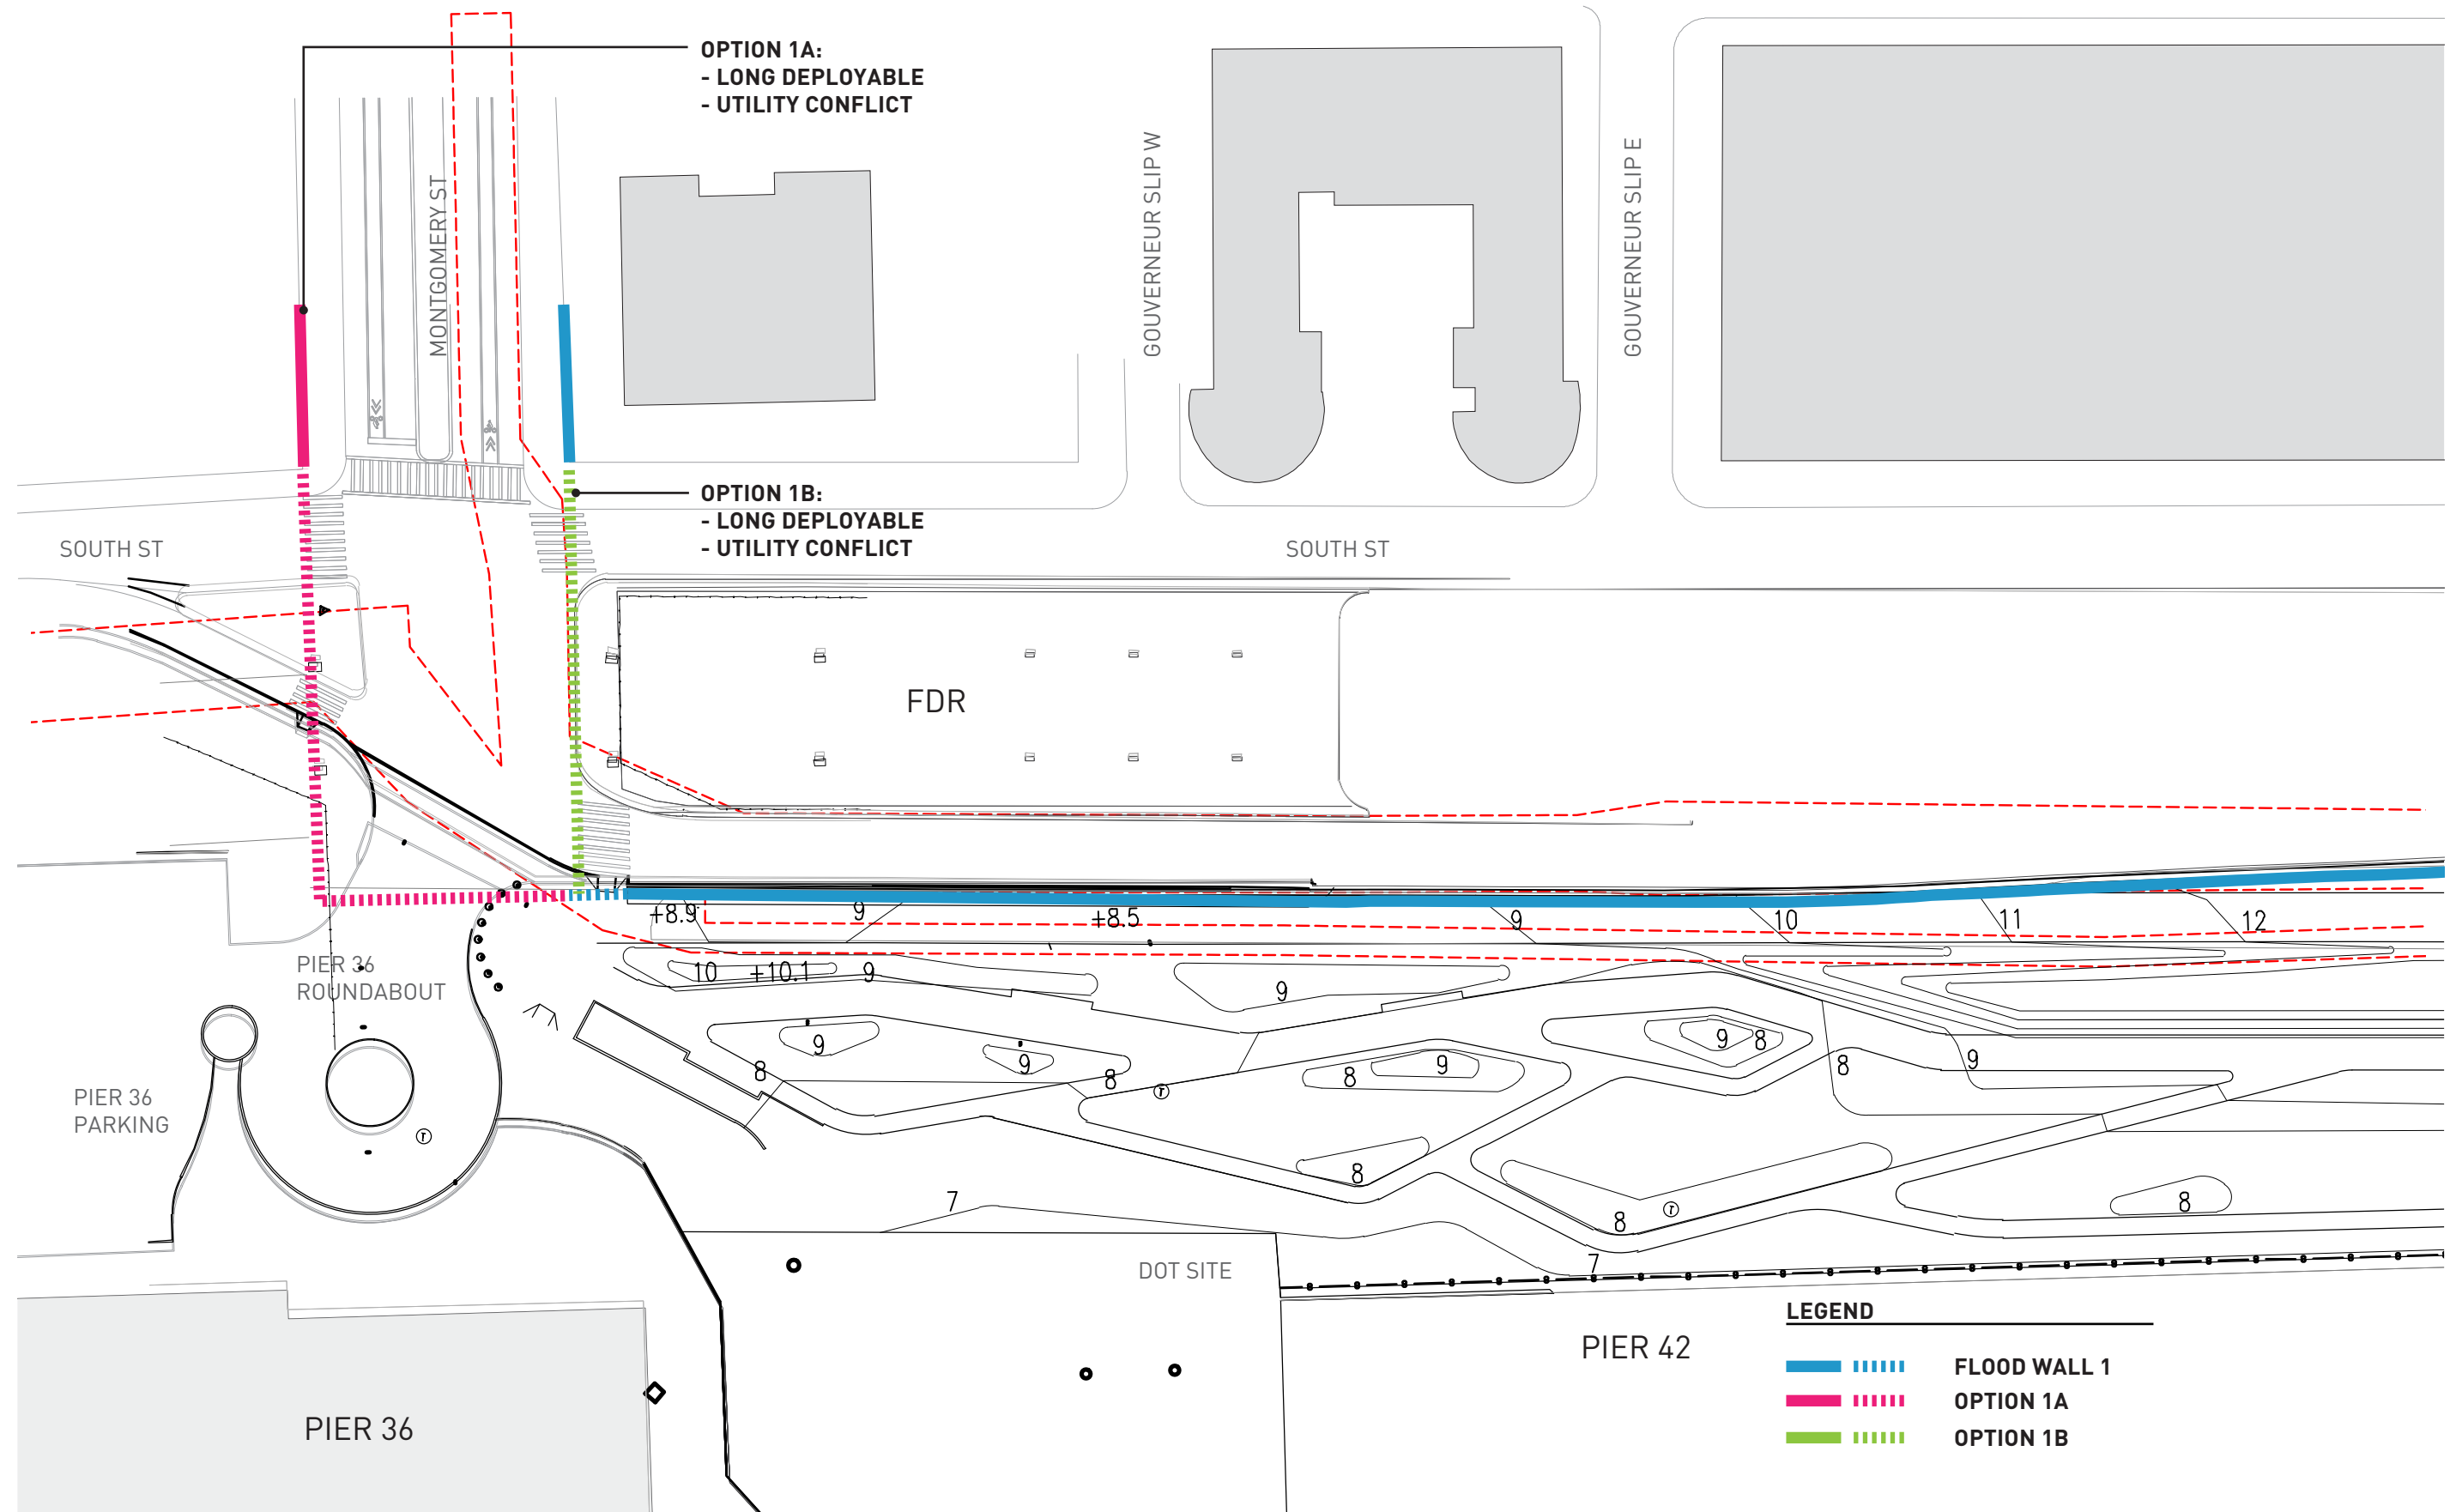 OPTION 1A:
- LONG DEPLOYABLE
- UTILITY CONFLICT
MONTGOMERY ST
GOUVERNEUR SLIP W
GOUVERNEUR SLIP E
OPTION 1B:
- LONG DEPLOYABLE
- UTILITY CONFLICT
SOUTH ST
SOUTH ST
FDR
+8.9
9
+8.5
9
10
11
12
10
+10.1
9
9
PIER 36
ROUNDABOUT
9
9
9
8
8
8
8
9
8
9
PIER 36
PARKING
8
8
8
7
7
DOT SITE
PIER 42
PIER 36
LEGEND
FLOOD WALL 1
OPTION 1A
OPTION 1B